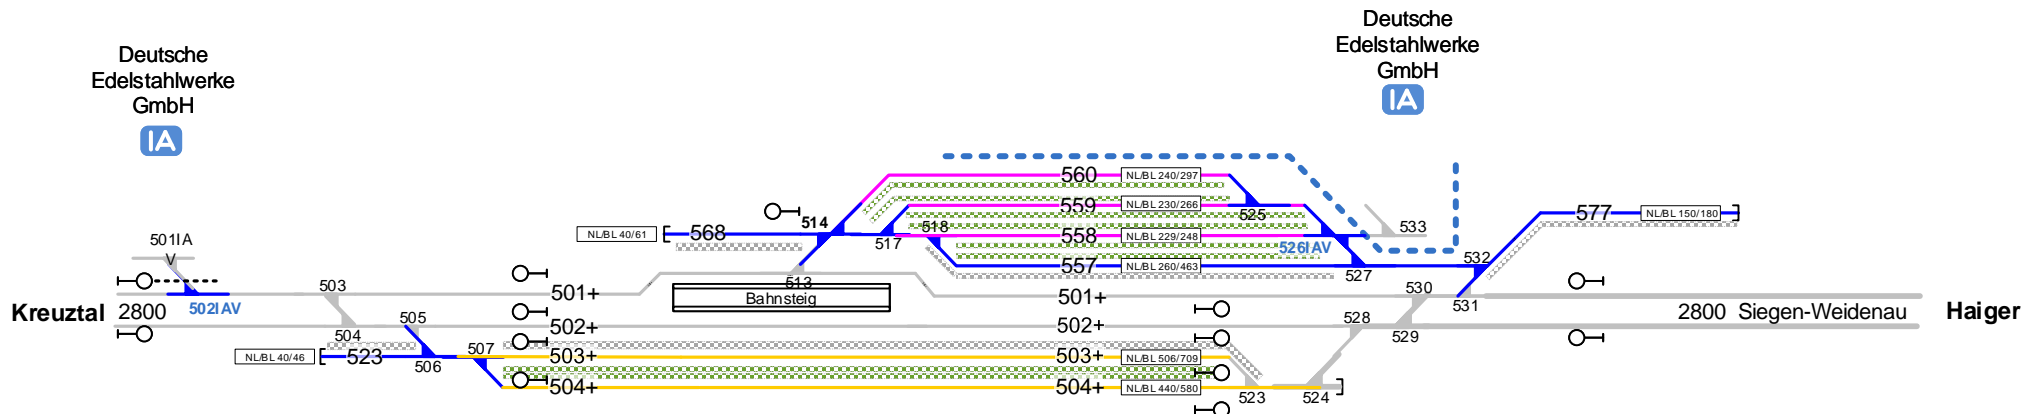 Deutsche
Edelstahlwerke
GmbH
IA
Deutsche
Edelstahlwerke
GmbH
IA
560
NL/BL 240/297
559
NL/BL 230/266
525
577
NL/BL 150/180
514
568
NL/BL 40/61
517
518
558
NL/BL 229/248
526IAV
533
501IA
V
557
NL/BL 260/463
527
532
513
503
501+
Bahnsteig
501+
530
531
502IAV
Kreuztal
2800
505
502+
502+
528
529
2800 Siegen-Weidenau
Haiger
504
NL/BL 40/46
523
506
507
503+
503+
NL/BL 506/709
504+
504+
NL/BL 440/580
523
524